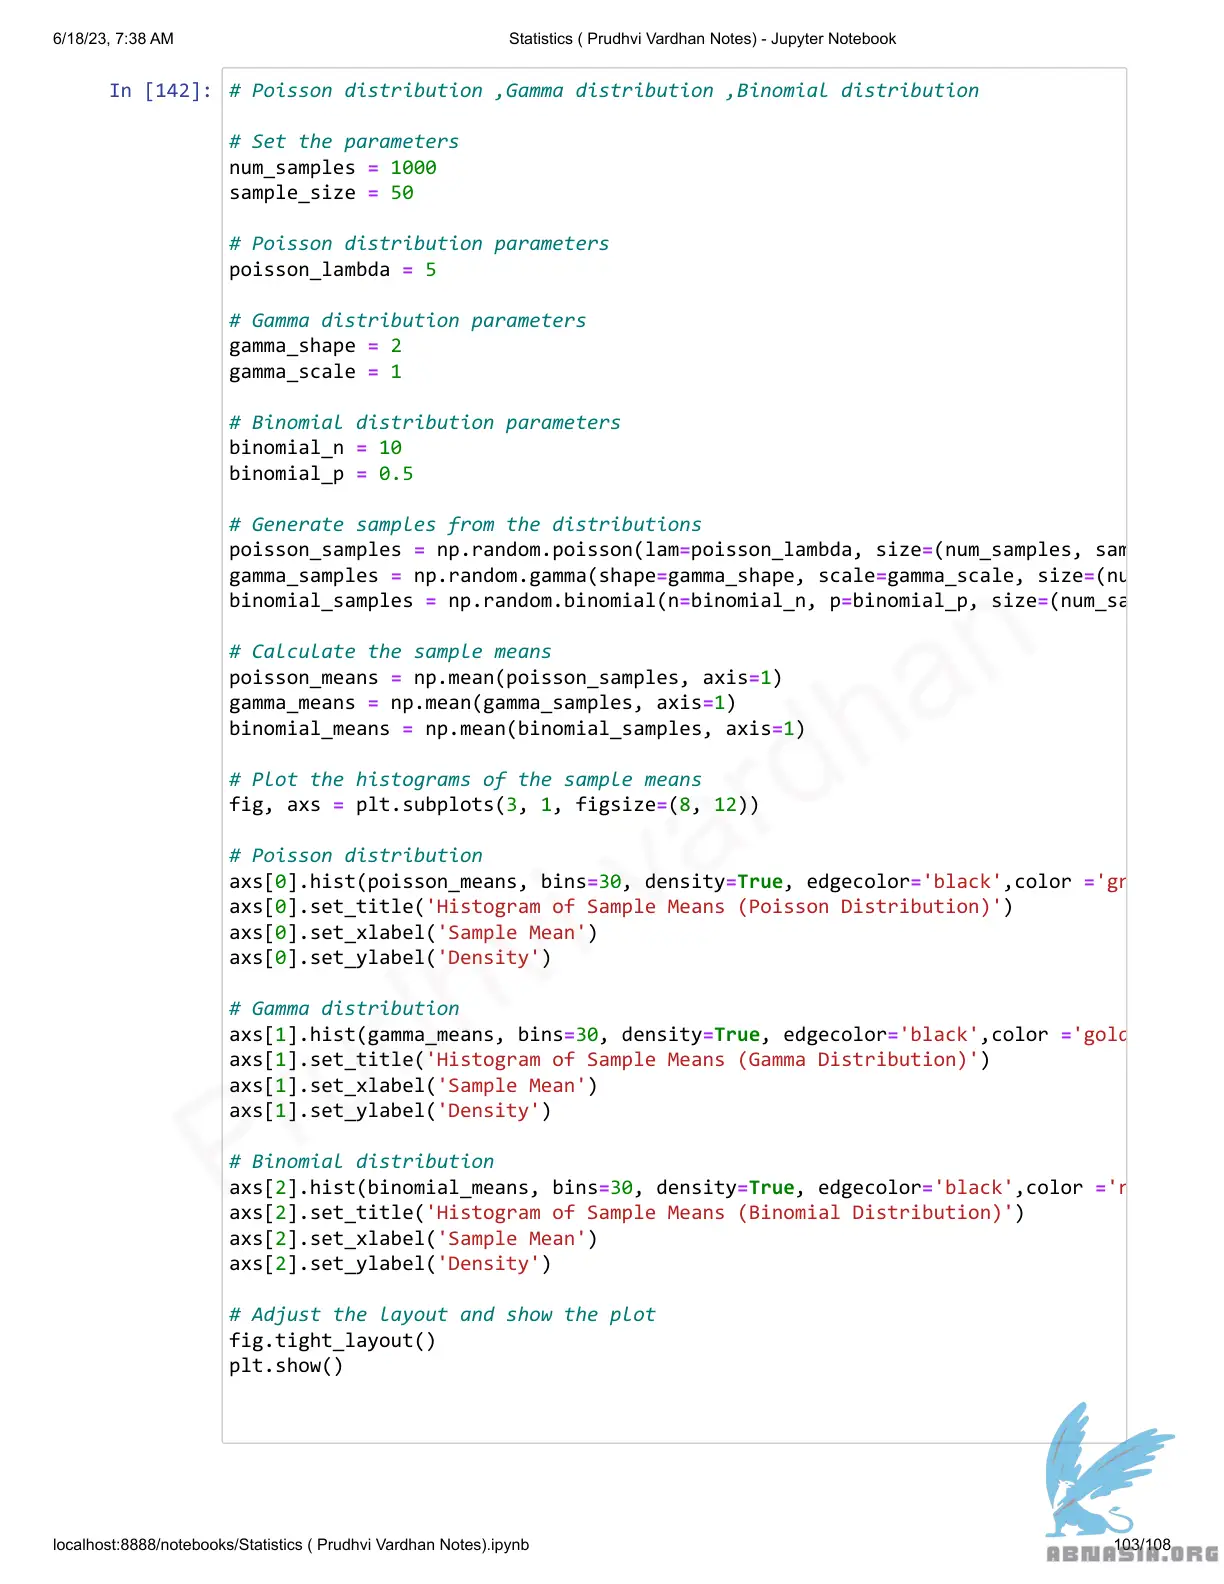 6/18/23, 7:38 AM
Statistics ( Prudhvi Vardhan Notes) - Jupyter Notebook
In [142]:
# Poisson distribution ,Gamma distribution ,Binomial distribution
# Set the parameters
num_samples = 1000
sample_size = 50
# Poisson distribution parameters
poisson_lambda = 5
# Gamma distribution parameters
gamma_shape = 2
gamma_scale = 1
# Binomial distribution parameters
binomial_n = 10
binomial_p = 0.5
# Generate samples from the distributions
poisson_samples = np.random.poisson(lam=poisson_lambda, size=(num_samples, sam
gamma_samples = np.random.gamma(shape=gamma_shape, scale=gamma_scale, size=(nu
binomial_samples = np.random.binomial(n=binomial_n, p=binomial_p, size=(num_sa
# Calculate the sample means
poisson_means = np.mean(poisson_samples, axis=1)
gamma_means = np.mean(gamma_samples, axis=1)
binomial_means = np.mean(binomial_samples, axis=1)
# Plot the histograms of the sample means
fig, axs = plt.subplots(3, 1, figsize=(8, 12))
# Poisson distribution
axs[0].hist(poisson_means, bins=30, density=True, edgecolor='black',color ='gr
axs[0].set_title('Histogram of Sample Means (Poisson Distribution)')
axs[0].set_xlabel('Sample Mean')
axs[0].set_ylabel('Density')
# Gamma distribution
axs[1].hist(gamma_means, bins=30, density=True, edgecolor='black',color ='gold
axs[1].set_title('Histogram of Sample Means (Gamma Distribution)')
axs[1].set_xlabel('Sample Mean')
axs[1].set_ylabel('Density')
# Binomial distribution
axs[2].hist(binomial_means, bins=30, density=True, edgecolor='black',color ='r
axs[2].set_title('Histogram of Sample Means (Binomial Distribution)')
axs[2].set_xlabel('Sample Mean')
axs[2].set_ylabel('Density')
# Adjust the layout and show the plot
fig.tight_layout()
plt.show()
localhost:8888/notebooks/Statistics ( Prudhvi Vardhan Notes).ipynb
103/108
ABNASIA.ORG